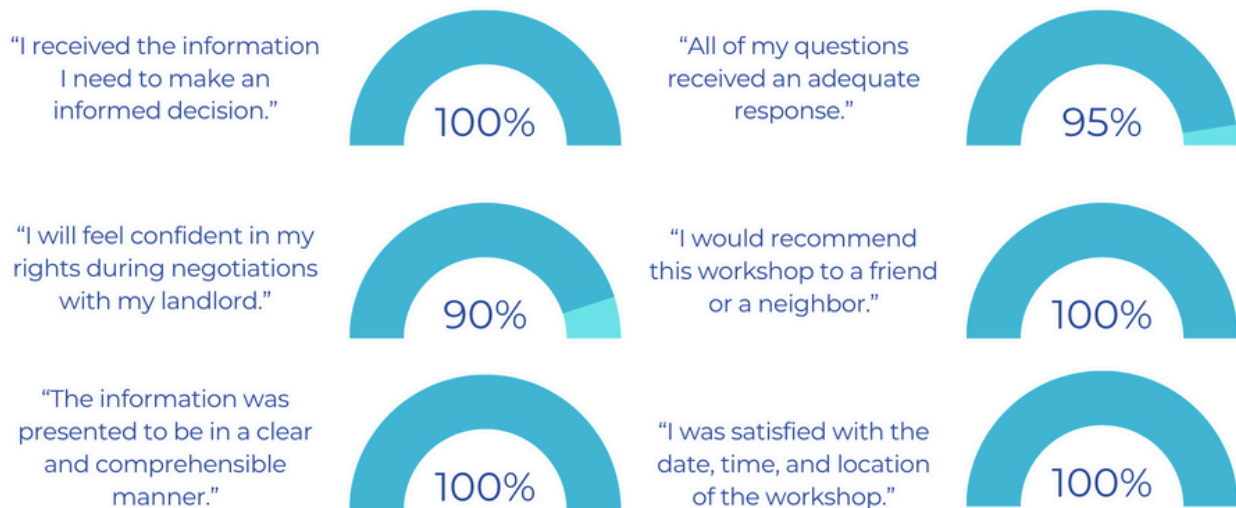 “I received the information
I need to make an
informed decision.”
100%
“All of my questions
received an adequate
response.”
95%
“I will feel confident in my
rights during negotiations
with my landlord.”
90%
“I would recommend
this workshop to a friend
or a neighbor.”
100%
“The information was
presented to be in a clear
and comprehensible
manner.”
100%
“I was satisfied with the
date, time, and location
of the workshop.”
100%